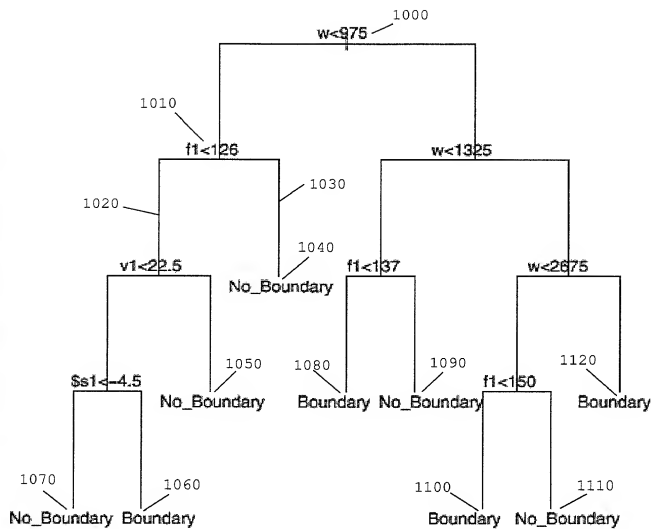 1000
w<975
1010
f1<126
w<1325
1030
1020
1040
v1<22.5
No_Boundary
f1<137
w<2675
1050
1080
1090
1120
$s1<-4.5
No_Boundary
Boundary
No_Boundary
f1<150
Boundary
1070
1060
1100
1110
No_Boundary
Boundary
Boundary
No_Boundary